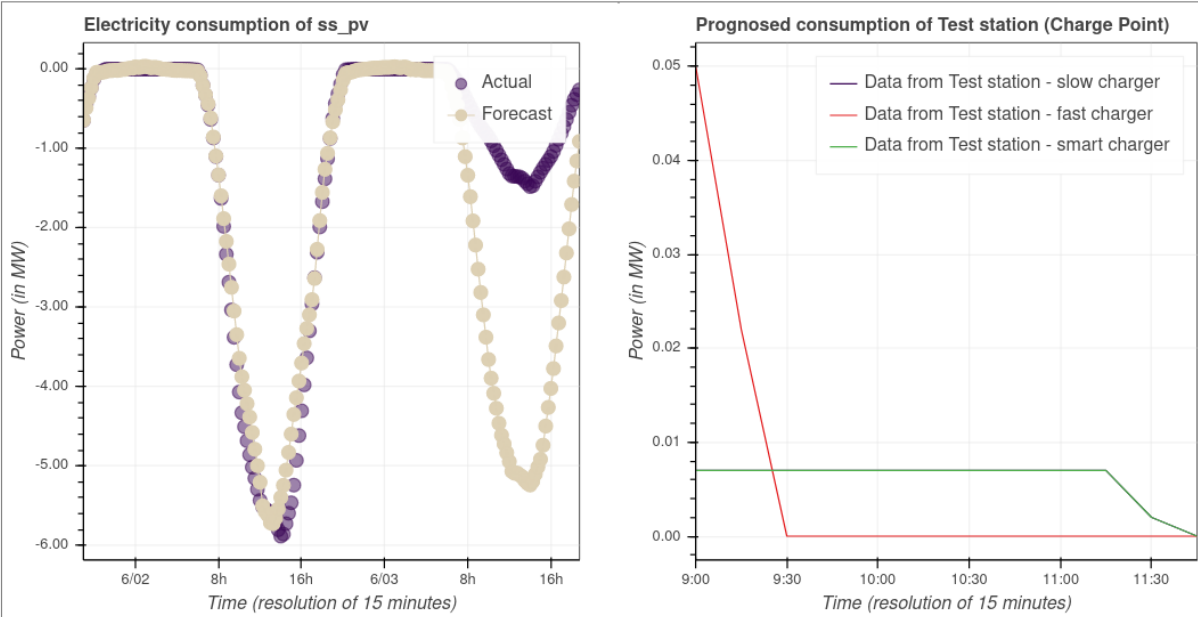 Electricity consumption of ss_pv
Actual
Forecast
0.00
-1.00
-2.00
-3.00
-4.00
-5.00
-6.00
Power (in MW)
6/02
8h
16h
6/03
8h
16h
Time (resolution of 15 minutes)
Prognosed consumption of Test station (Charge Point)
Data from Test station - slow charger
Data from Test station - fast charger
Data from Test station - smart charger
0.05
0.04
0.03
0.02
0.01
0.00
Power (in MW)
9:00
9:30
10:00
10:30
11:00
11:30
Time (resolution of 15 minutes)